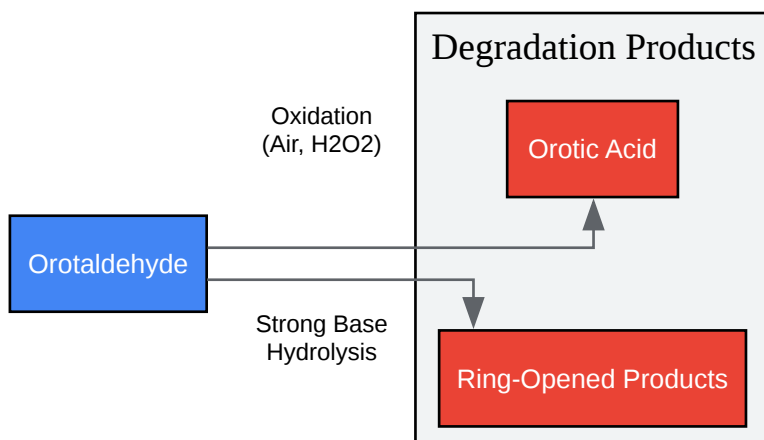 Degradation Products
Oxidation
(Air, H2O2)
Orotic Acid
Orotaldehyde
Strong Base
Hydrolysis
Ring-Opened Products